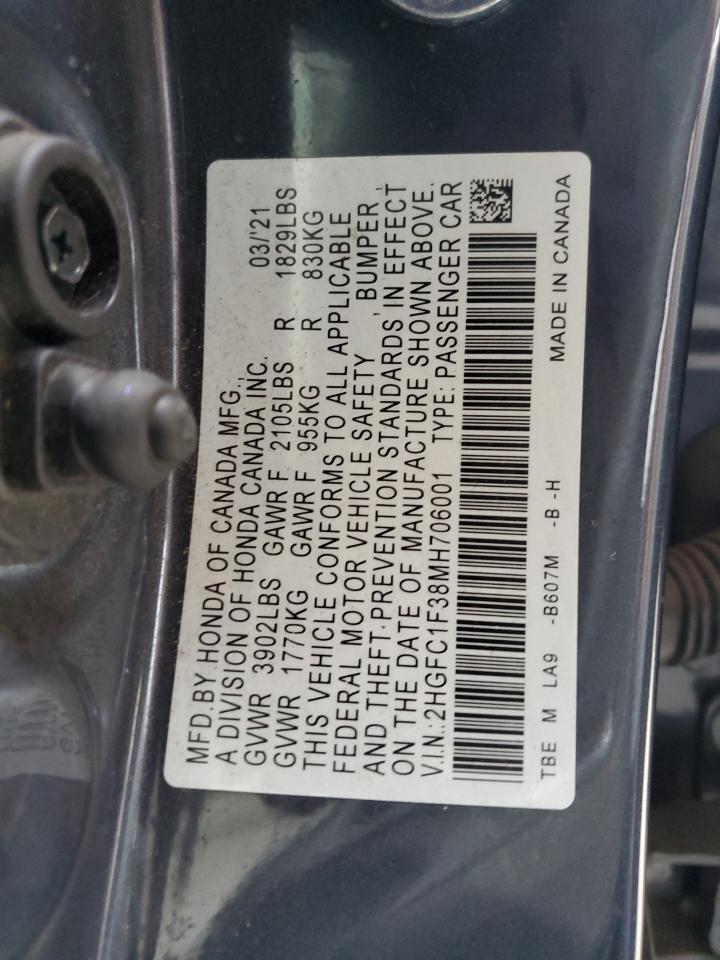 MFD.BY HONDA OF CANADA MFG., 03/'21
A DIVISION OF HONDA CANADA INC.
GVWR 3902LBS GAWR F 2105LBS R 1829LBS
GVWR 1770KG GAWR F 955KG R 830KG
THIS VEHICLE CONFORMS TO ALL APPLICABLE
FEDERAL MOTOR VEHICLE SAFETY , BUMPER ,
AND THEFT PREVENTION STANDARDS IN EFFECT
ON THE DATE OF MANUFACTURE SHOWN ABOVE.
V.I.N.:2HGFC1F38MH706001 TYPE: PASSENGER CAR
TBE M LA9 -B607M -B -H MADE IN CANADA